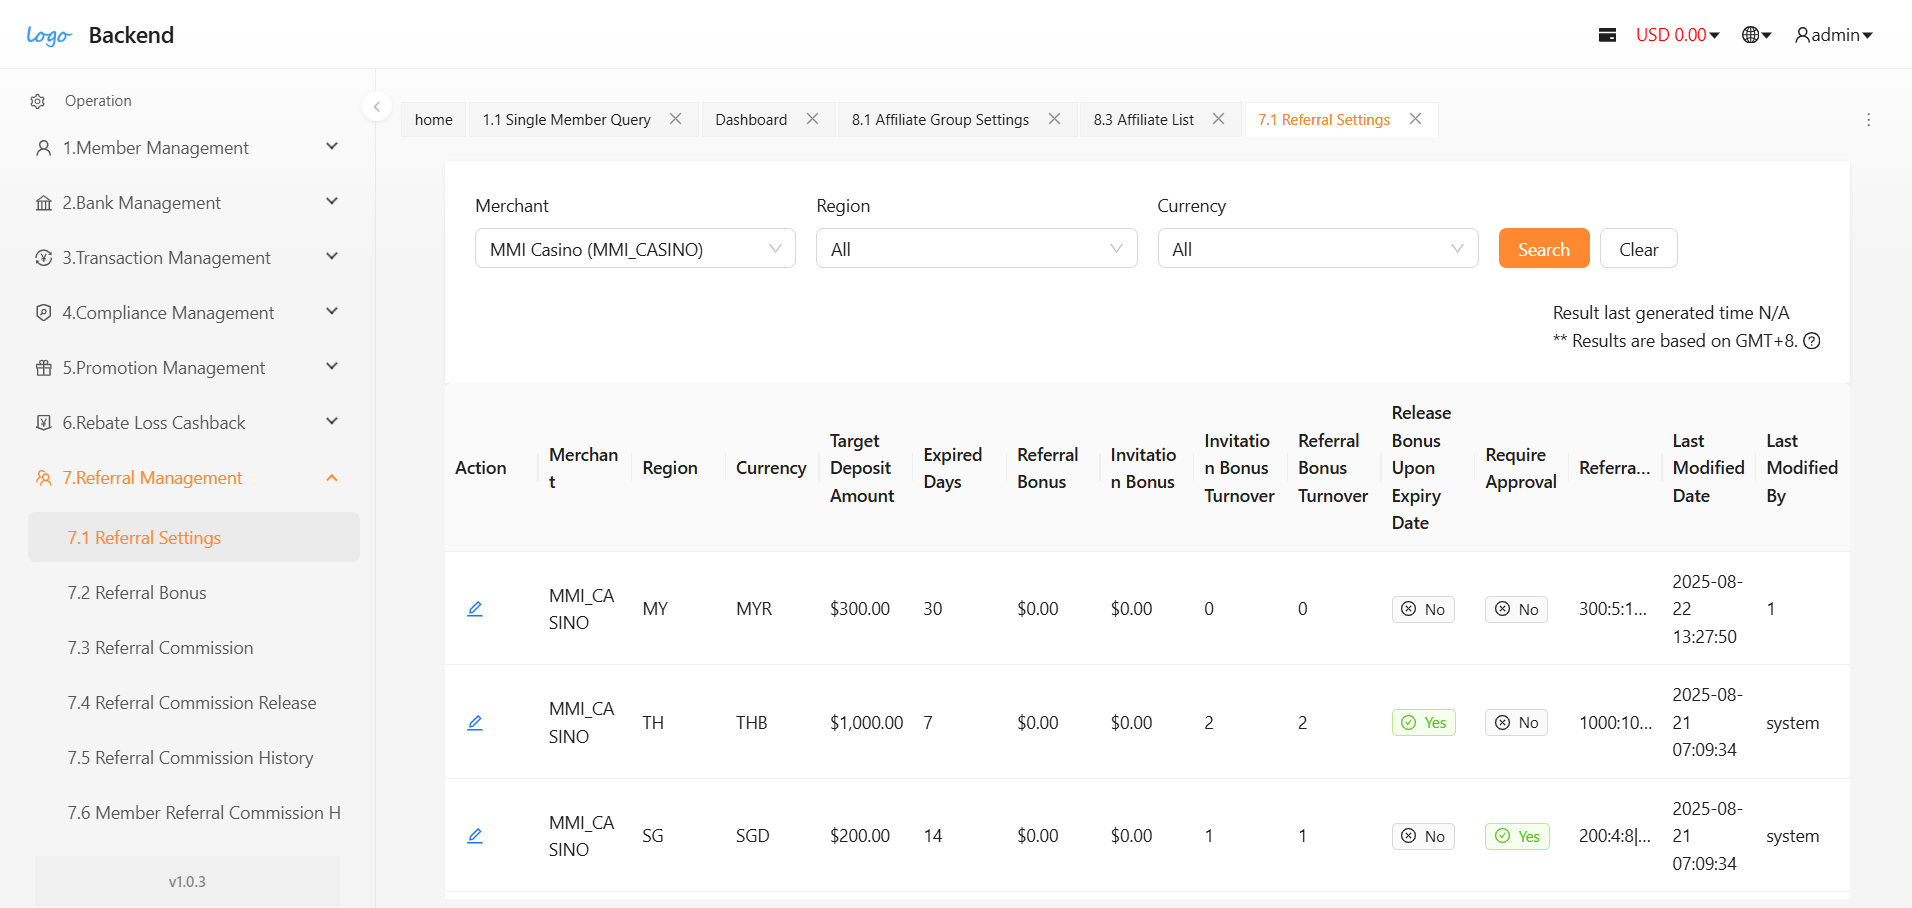 logo Backend
USD 0.00
admin
Operation
1.Member Management
2.Bank Management
3.Transaction Management
4.Compliance Management
5.Promotion Management
6.Rebate Loss Cashback
7.Referral Management
7.1 Referral Settings
7.2 Referral Bonus
7.3 Referral Commission
7.4 Referral Commission Release
7.5 Referral Commission History
7.6 Member Referral Commission H
v1.0.3
home 1.1 Single Member Query Dashboard 8.1 Affiliate Group Settings 8.3 Affiliate List 7.1 Referral Settings
Merchant Region Currency
MMI Casino (MMI_CASINO) All All Search Clear
Result last generated time N/A
** Results are based on GMT+8.
Action
Merchan
t
Region
Currency
Target
Deposit
Amount
Expired
Days
Referral
Bonus
Invitatio
n Bonus
Invitatio
n Bonus
Turnover
Referral
Bonus
Turnover
Release
Bonus
Upon
Expiry
Date
Require
Approval
Referra...
Last
Modified
Date
Last
Modified
By
MMI_CA
SINO
MY
MYR
$300.00
30
$0.00
$0.00
0
0
No
No
300:5:1...
2025-08-
22
13:27:50
1
MMI_CA
SINO
TH
THB
$1,000.00
7
$0.00
$0.00
2
2
Yes
No
1000:10...
2025-08-
21
07:09:34
system
MMI_CA
SINO
SG
SGD
$200.00
14
$0.00
$0.00
1
1
No
Yes
200:4:8|...
2025-08-
21
07:09:34
system